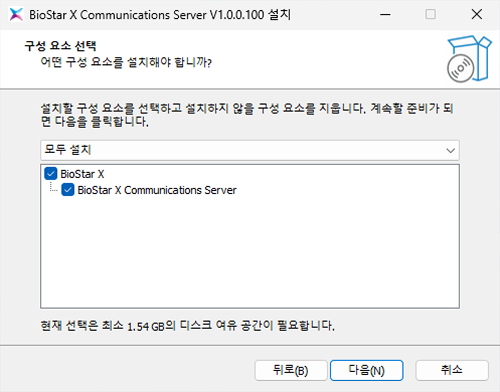 BioStar X Communications Server V1.0.0.100 설치
구성 요소 선택
어떤 구성 요소를 설치해야 합니까?
설치할 구성 요소를 선택하고 설치하지 않을 구성 요소를 지웁니다. 계속할 준비가 되
면 다음을 클릭합니다.
모두 설치
BioStar X
BioStar X Communications Server
현재 선택은 최소 1.54 GB의 디스크 여유 공간이 필요합니다.
뒤로(B) 다음(N) 취소